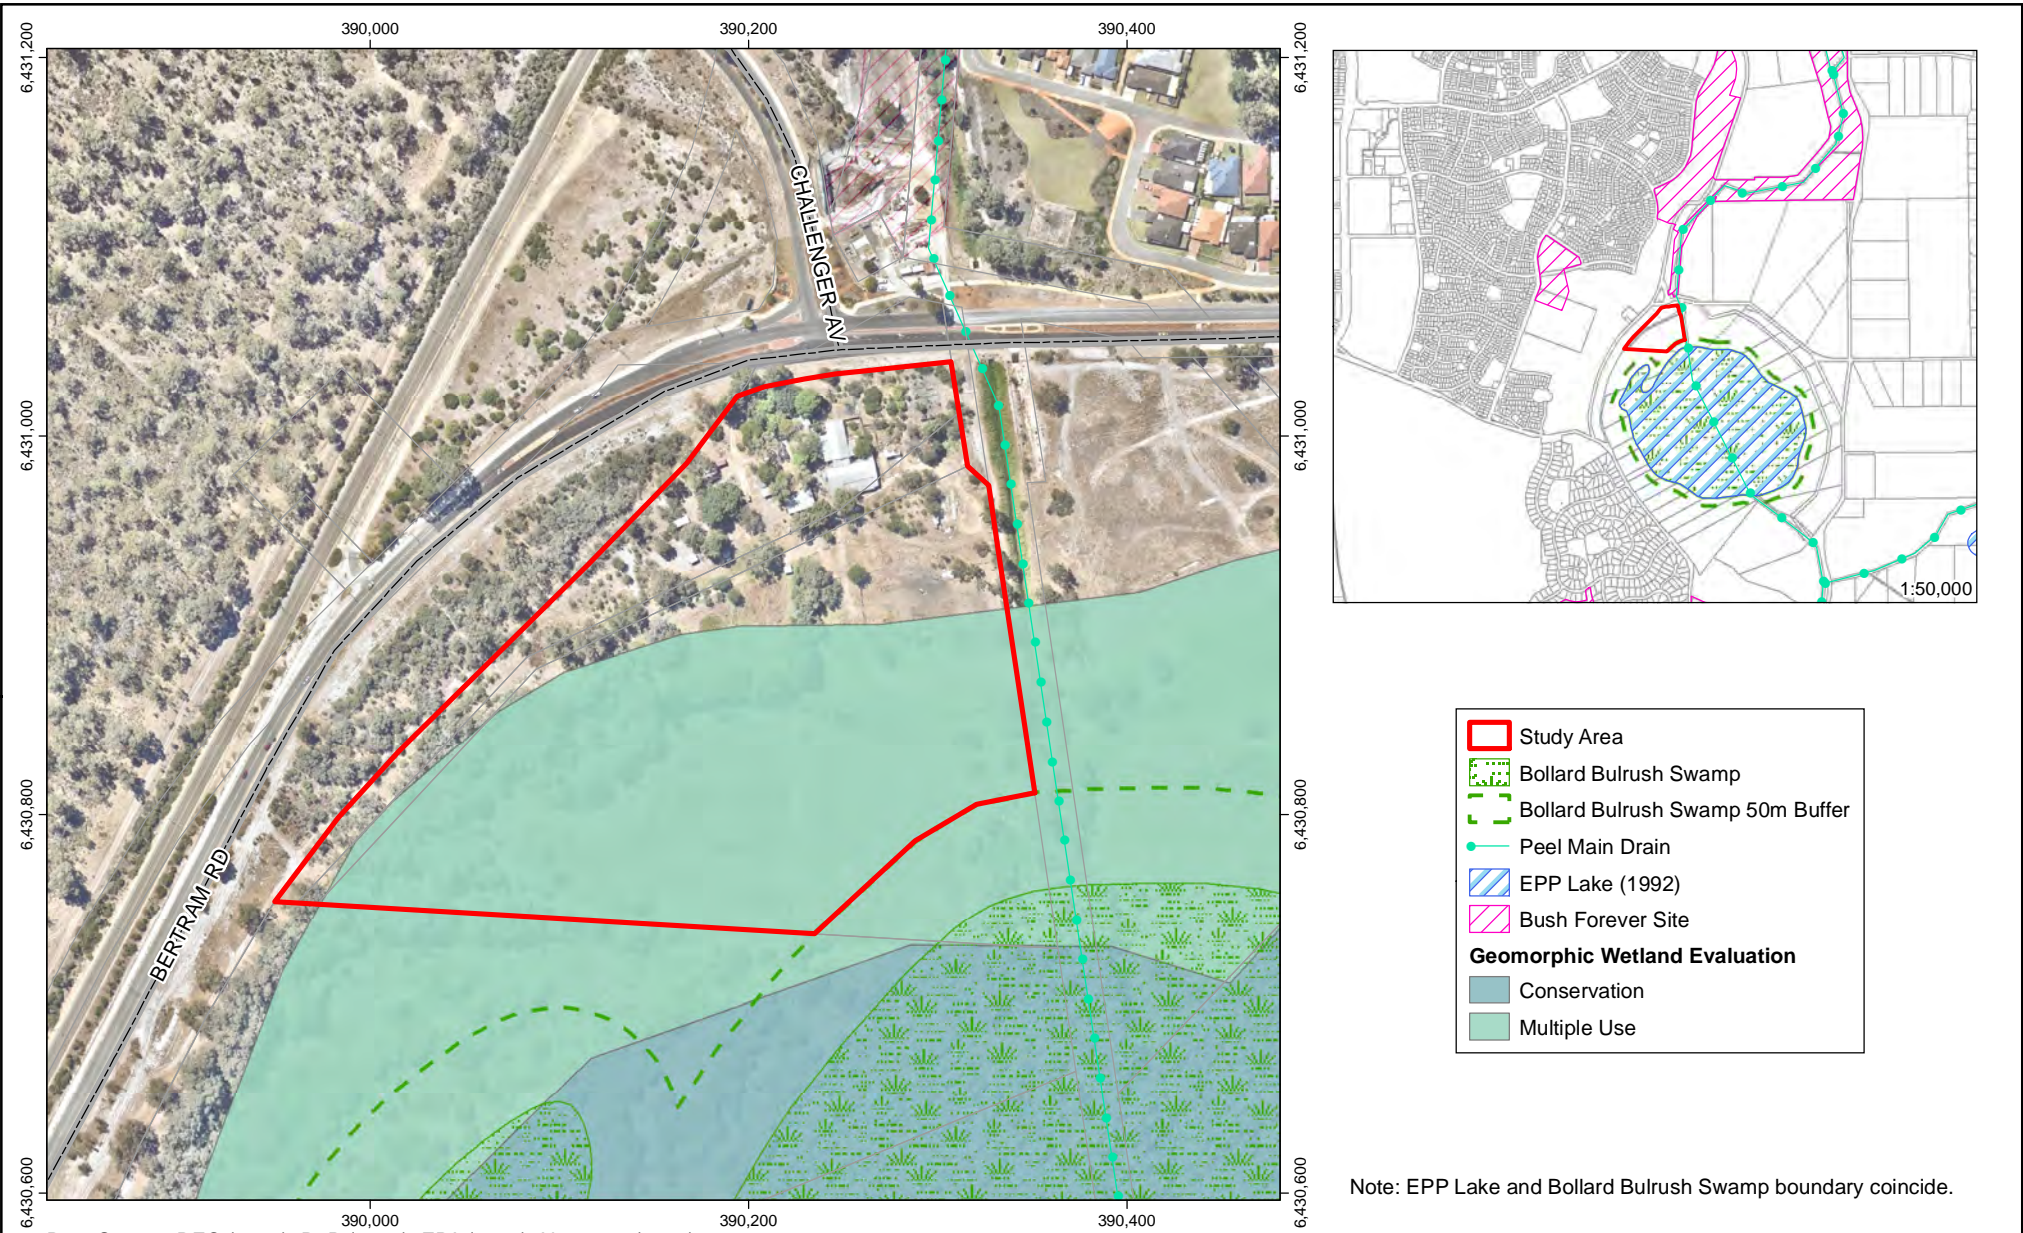 390,000
390,200
390,400
6,431,200
6,431,000
6,430,800
6,430,600
6,431,200
6,431,000
6,430,800
6,430,600
CHALLENGER AV
BERTRAM RD
390,000
390,200
390,400
1:50,000
Study Area
Bollard Bulrush Swamp
Bollard Bulrush Swamp 50m Buffer
Peel Main Drain
EPP Lake (1992)
Bush Forever Site
Geomorphic Wetland Evaluation
Conservation
Multiple Use
Note: EPP Lake and Bollard Bulrush Swamp boundary coincide.